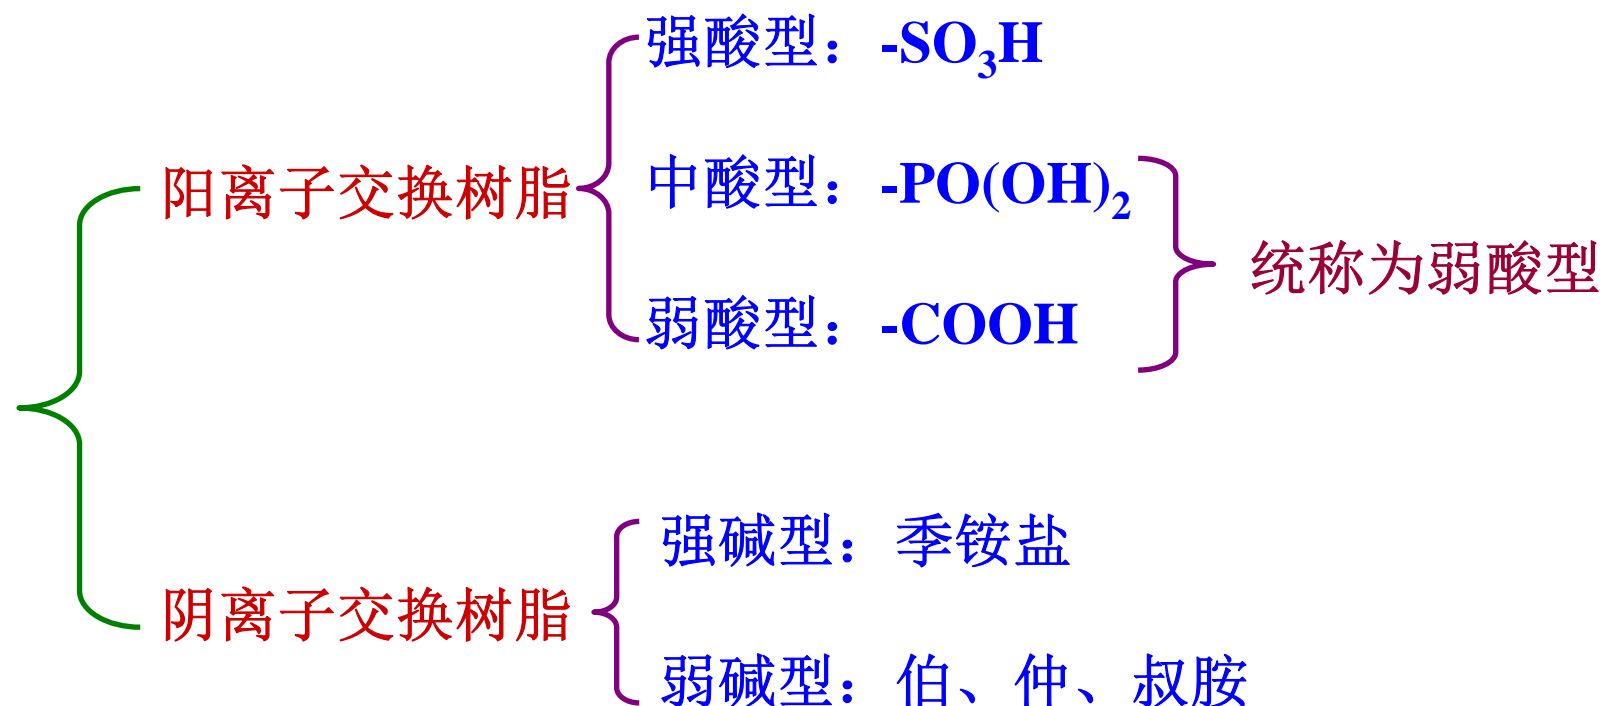 强酸型：-SO₃H
阳离子交换树脂
中酸型：-PO(OH)₂
统称为弱酸型
弱酸型：-COOH
强碱型：季铵盐
阴离子交换树脂
弱碱型：伯、仲、叔胺